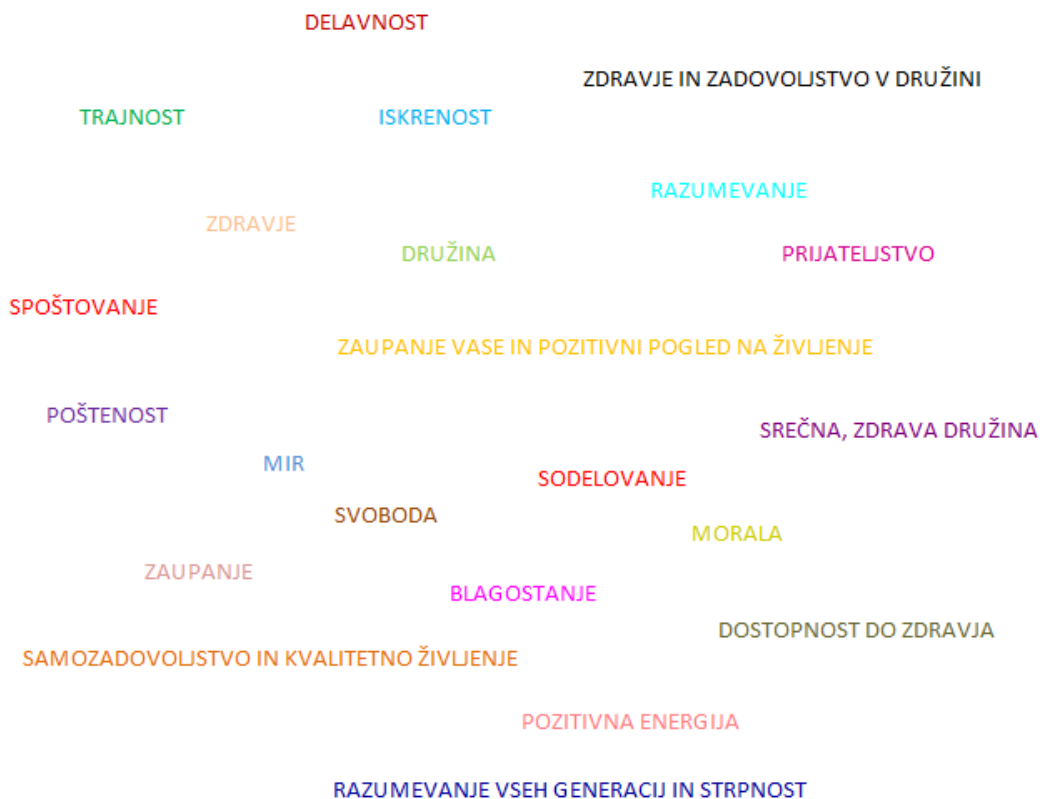 DELAVNOST
ZDRAVJE IN ZADOVOLJSTVO V DRUŽINI
TRAJNOST
ISKRENOST
RAZUMEVANJE
ZDRAVJE
DRUŽINA
PRIJATELJSTVO
SPOŠTOVANJE
ZAUPANJE VASE IN POZITIVNI POGLED NA ŽIVLJENJE
POŠTENOST
SREČNA, ZDRAVA DRUŽINA
MIR
SODELOVANJE
SVOBODA
MORALA
ZAUPANJE
BLAGOSTANJE
DOSTOPNOST DO ZDRAVJA
SAMOZADOVOLJSTVO IN KVALITETNO ŽIVLJENJE
POZITIVNA ENERGIJA
RAZUMEVANJE VSEH GENERACIJ IN STRPNOST